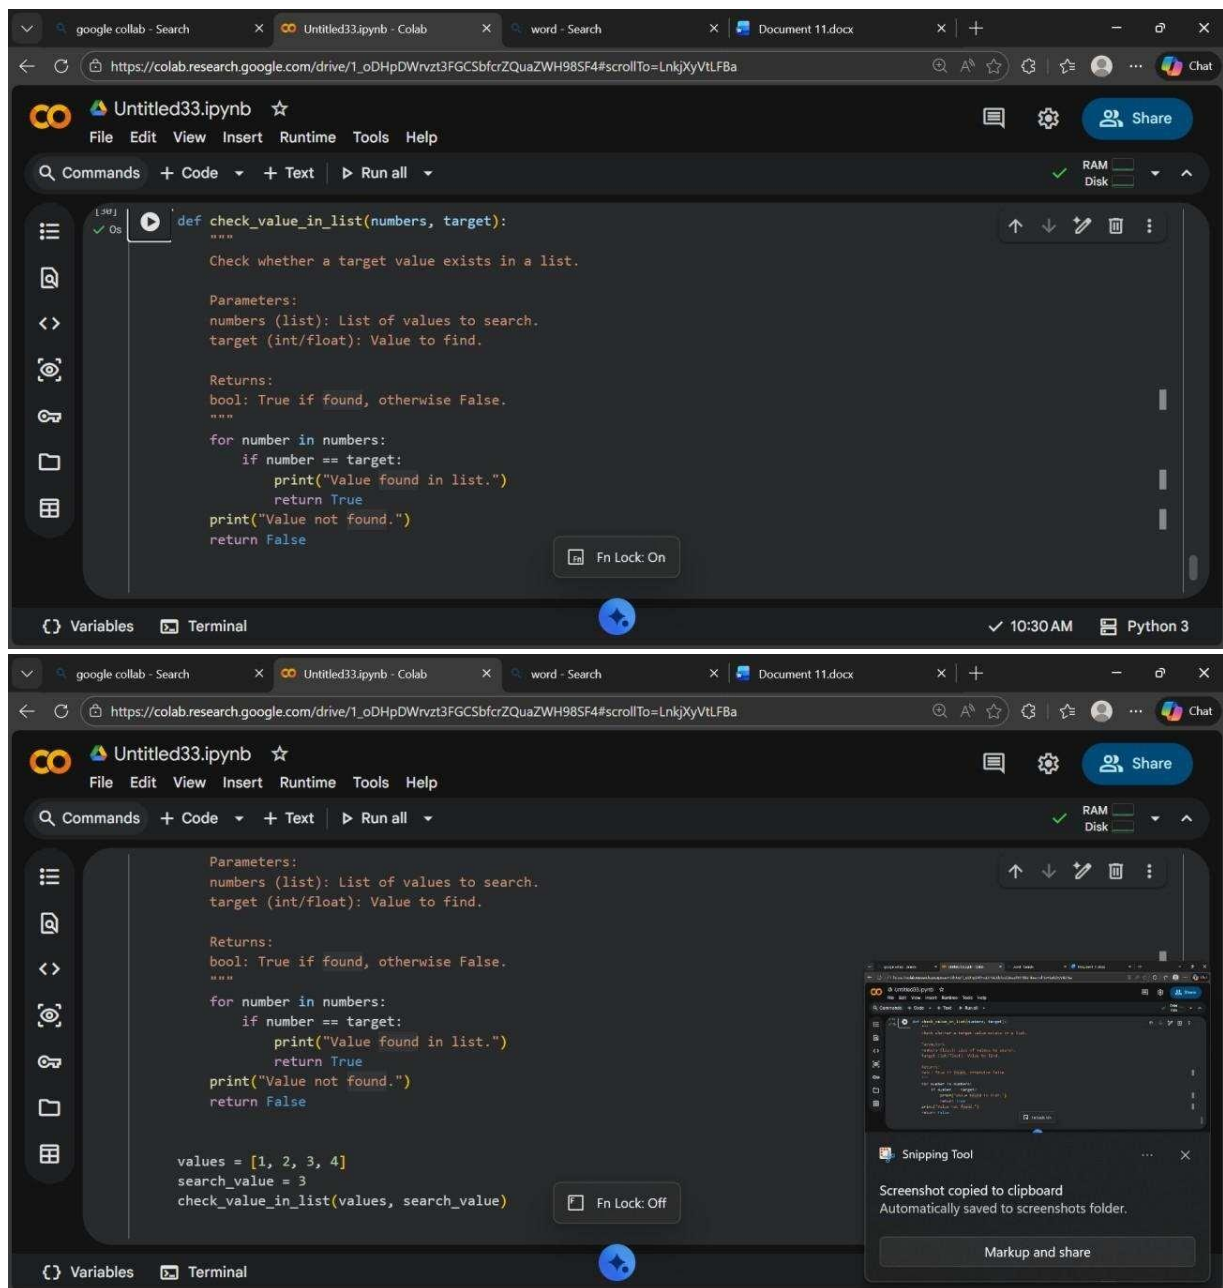 google collab - Search
Untitled33.ipynb - Colab
word - Search
Document 11.docx
https://colab.research.google.com/drive/1_oDHpDWrvzt3FGCSbfcrZQuaZWH98SF4#scrollTo=LnkjXyVtLFBa
Chat
Untitled33.ipynb
File Edit View Insert Runtime Tools Help
Share
Commands + Code + Text Run all
RAM
Disk
[30]
0s
def check_value_in_list(numbers, target):
"""
Check whether a target value exists in a list.
Parameters:
numbers (list): List of values to search.
target (int/float): Value to find.
Returns:
bool: True if found, otherwise False.
"""
for number in numbers:
if number == target:
print("Value found in list.")
return True
print("Value not found.")
return False
Fn Lock: On
{} Variables Terminal
10:30 AM Python 3
google collab - Search
Untitled33.ipynb - Colab
word - Search
Document 11.docx
https://colab.research.google.com/drive/1_oDHpDWrvzt3FGCSbfcrZQuaZWH98SF4#scrollTo=LnkjXyVtLFBa
Chat
Untitled33.ipynb
File Edit View Insert Runtime Tools Help
Share
Commands + Code + Text Run all
RAM
Disk
Parameters:
numbers (list): List of values to search.
target (int/float): Value to find.
Returns:
bool: True if found, otherwise False.
"""
for number in numbers:
if number == target:
print("Value found in list.")
return True
print("Value not found.")
return False
values = [1, 2, 3, 4]
search_value = 3
check_value_in_list(values, search_value)
Fn Lock: Off
Snipping Tool
Screenshot copied to clipboard
Automatically saved to screenshots folder.
Markup and share
{} Variables Terminal